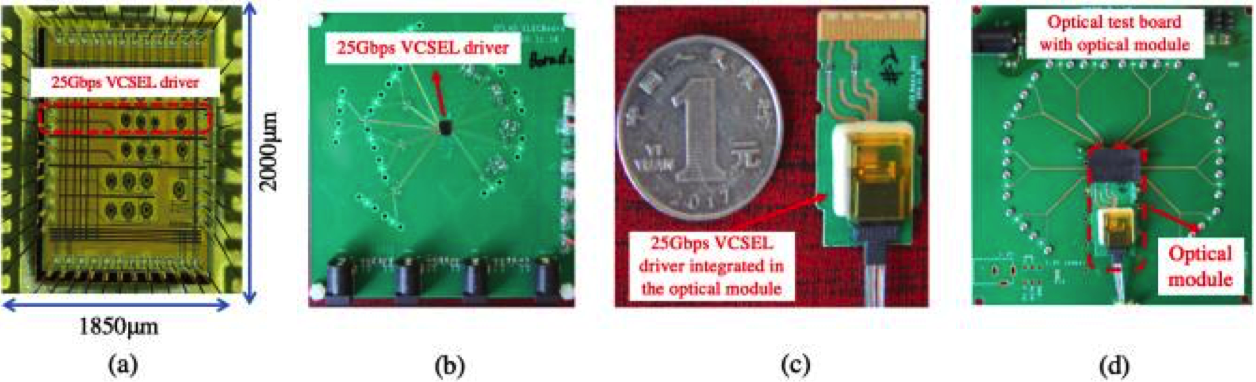 25Gbps VCSEL driver
2000μm
1850μm
(a)
25Gbps VCSEL driver
(b)
中国人民银行
1
YI
YUAN
元
2017
25Gbps VCSEL
driver integrated in
the optical module
(c)
Optical test board
with optical module
Optical
module
(d)